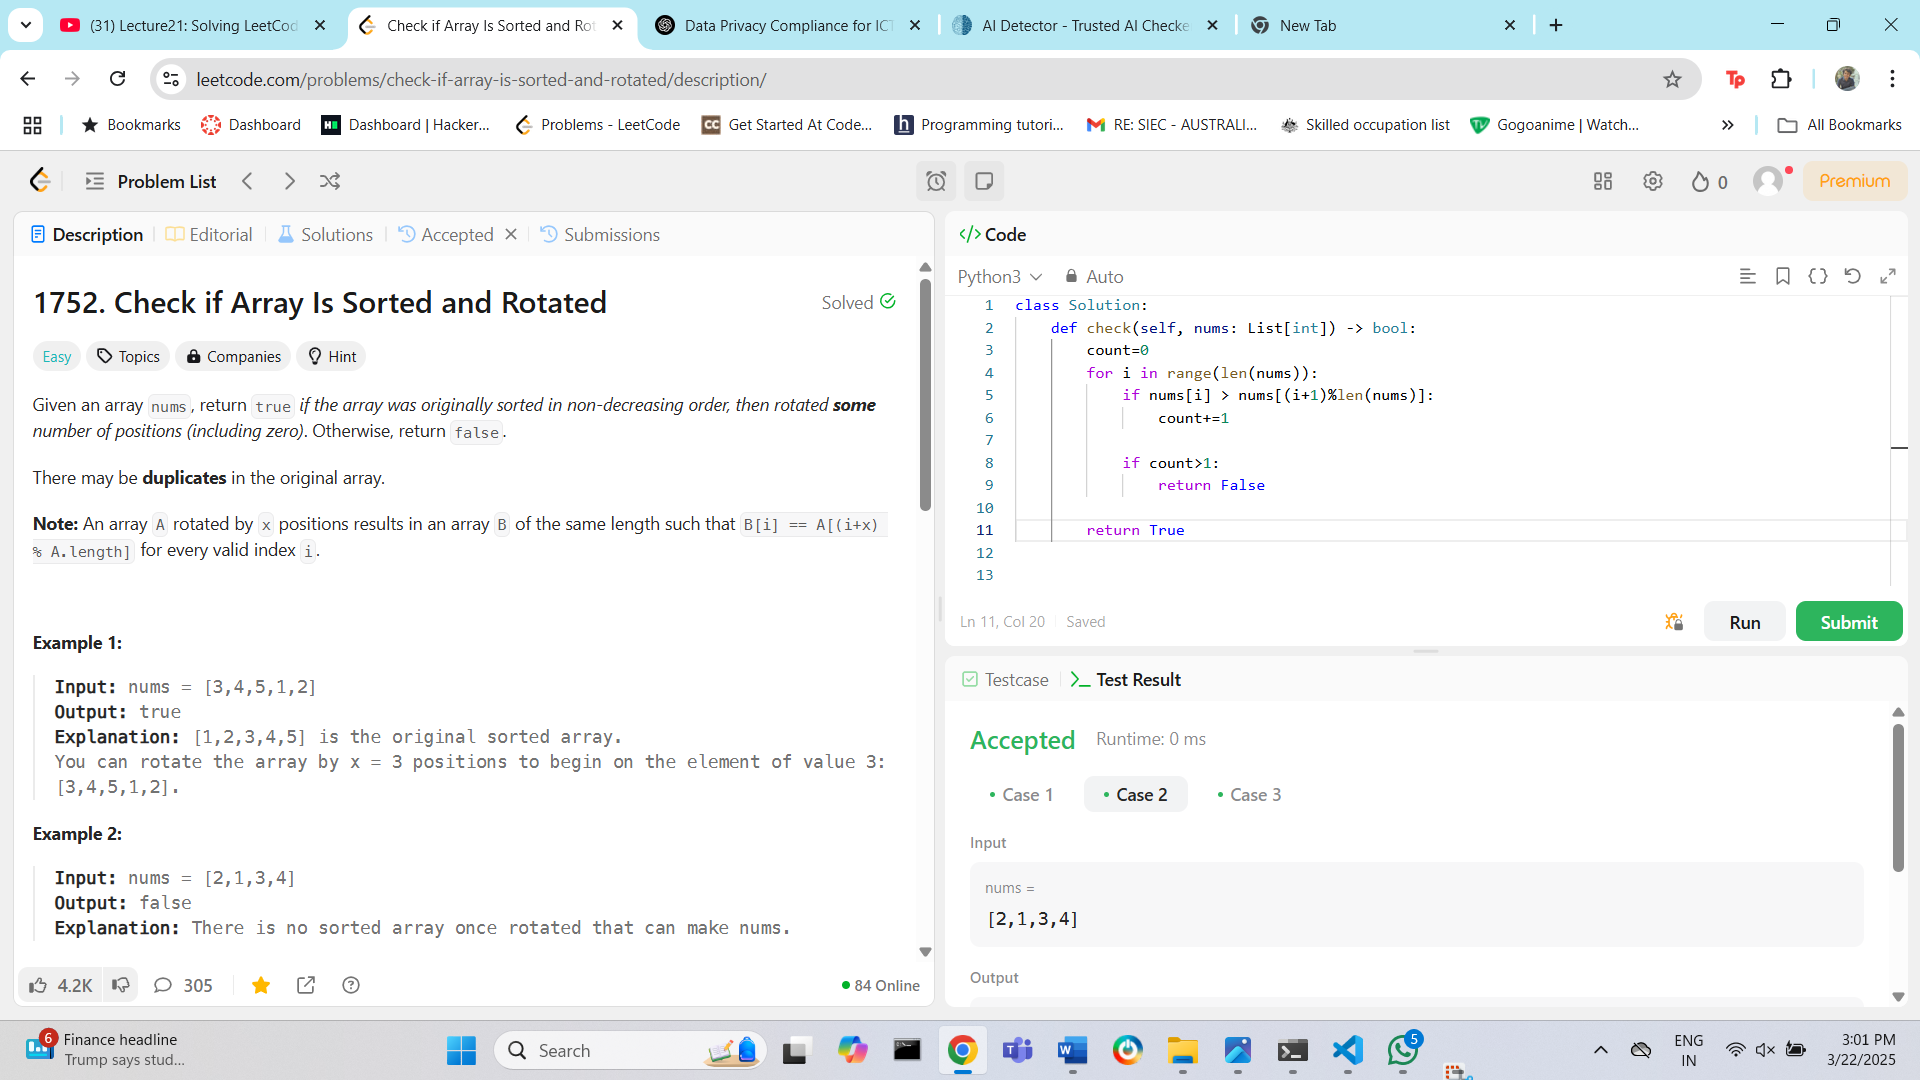 (31) Lecture21: Solving LeetCod
Check if Array Is Sorted and Rot
Data Privacy Compliance for ICT
AI Detector - Trusted AI Checke
New Tab
leetcode.com/problems/check-if-array-is-sorted-and-rotated/description/
Tp
Bookmarks
Dashboard
Dashboard | Hacker...
Problems - LeetCode
Get Started At Code...
Programming tutori...
RE: SIEC - AUSTRALI...
Skilled occupation list
Gogoanime | Watch...
All Bookmarks
Problem List
0
Premium
Description
Editorial
Solutions
Accepted
Submissions
1752. Check if Array Is Sorted and Rotated
Solved
Easy
Topics
Companies
Hint
Given an array nums, return true if the array was originally sorted in non-decreasing order, then rotated some
number of positions (including zero). Otherwise, return false.
There may be duplicates in the original array.
Note: An array A rotated by x positions results in an array B of the same length such that B[i] == A[(i+x)
% A.length] for every valid index i.
Example 1:
Input: nums = [3,4,5,1,2]
Output: true
Explanation: [1,2,3,4,5] is the original sorted array.
You can rotate the array by x = 3 positions to begin on the element of value 3:
[3,4,5,1,2].
Example 2:
Input: nums = [2,1,3,4]
Output: false
Explanation: There is no sorted array once rotated that can make nums.
4.2K
305
84 Online
</> Code
Python3
Auto
1 class Solution:
2 def check(self, nums: List[int]) -> bool:
3 count=0
4 for i in range(len(nums)):
5 if nums[i] > nums[(i+1)%len(nums)]:
6 count+=1
7
8 if count>1:
9 return False
10
11 return True
12
13
Ln 11, Col 20
Saved
Run
Submit
Testcase
Test Result
Accepted
Runtime: 0 ms
Case 1
Case 2
Case 3
Input
nums =
[2,1,3,4]
Output
6
Finance headline
Trump says stud...
Search
5
ENG
IN
3:01 PM
3/22/2025